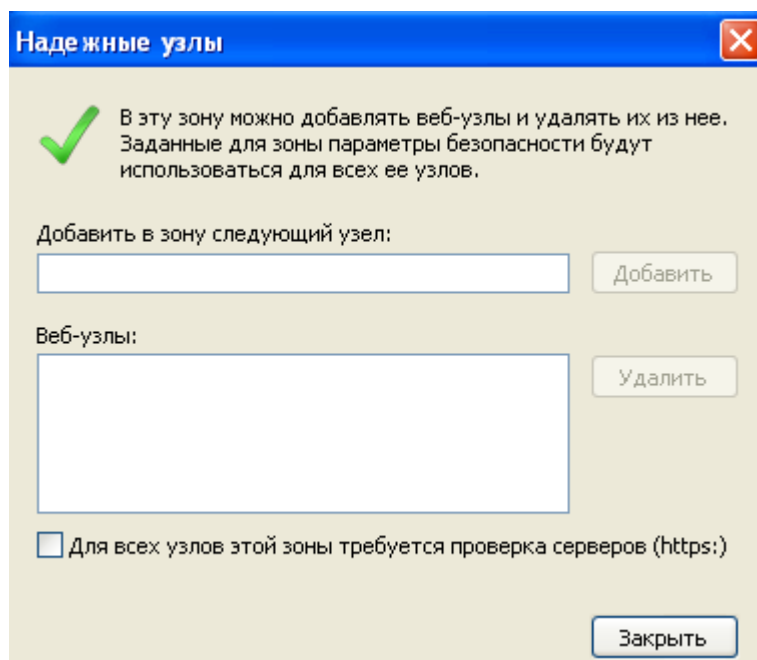 Надежные узлы
В эту зону можно добавлять веб-узлы и удалять их из нее.
Заданные для зоны параметры безопасности будут
использоваться для всех ее узлов.
Добавить в зону следующий узел:
Добавить
Веб-узлы:
Удалить
Для всех узлов этой зоны требуется проверка серверов (https:)
Закрыть